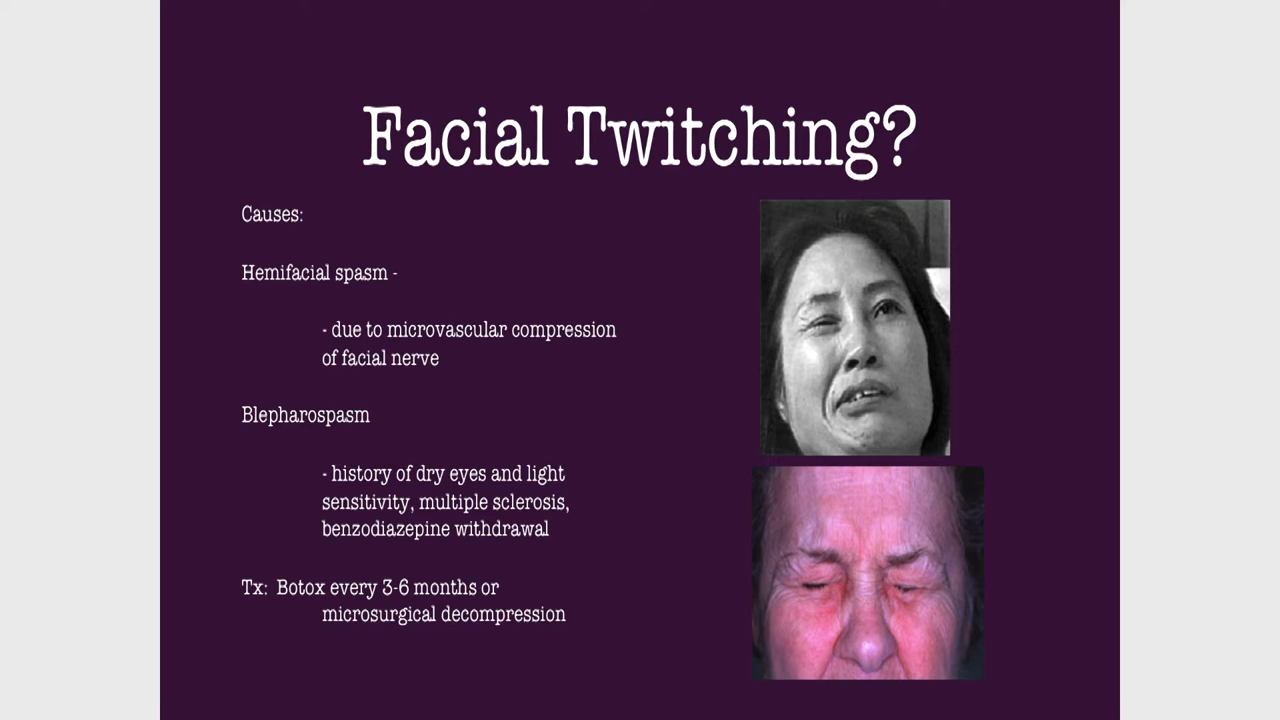 Facial Twitching?
Causes:
Hemifacial spasm -
- due to microvascular compression
of facial nerve
Blepharospasm
- history of dry eyes and light
sensitivity, multiple sclerosis,
benzodiazepine withdrawal
Tx: Botox every 3-6 months or
microsurgical decompression